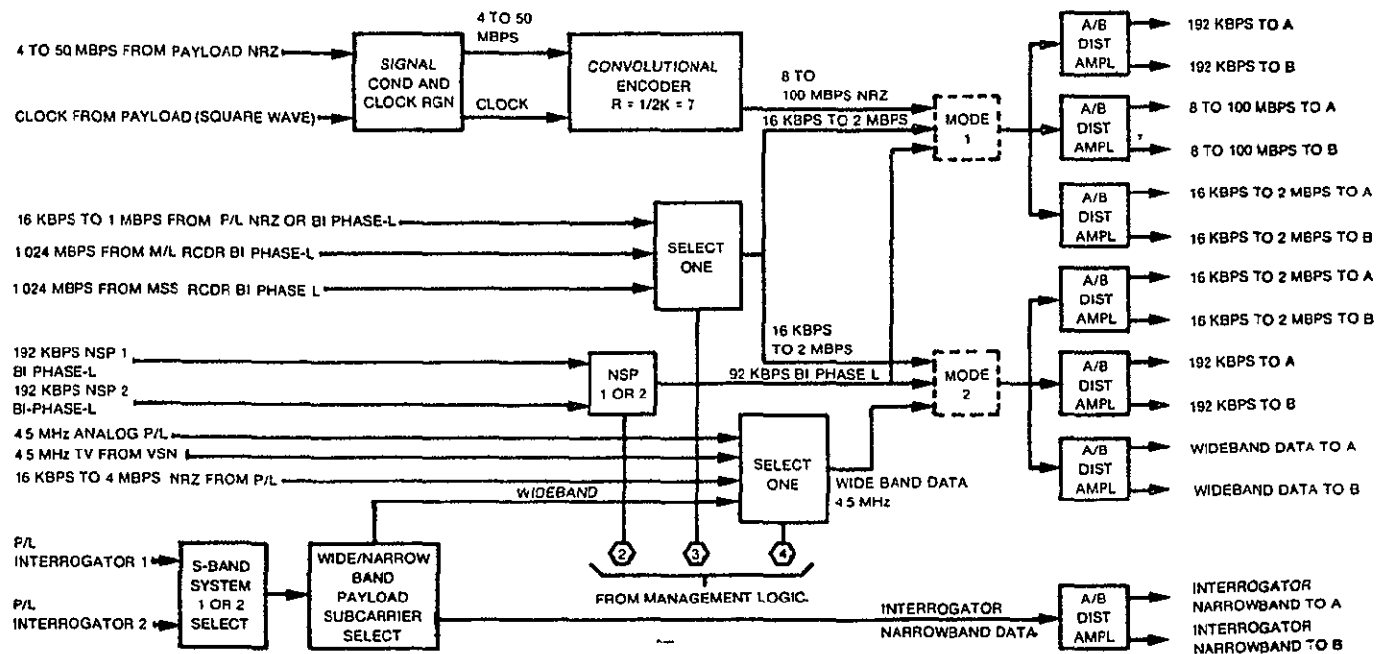 4 TO 50 MBPS FROM PAYLOAD NRZ
CLOCK FROM PAYLOAD (SQUARE WAVE)
SIGNAL
COND AND
CLOCK RGN
4 TO 50
MBPS
CLOCK
CONVOLUTIONAL
ENCODER
R = 1/2K = 7
8 TO
100 MBPS NRZ
16 KBPS TO 2 MBPS
MODE
1
A/B
DIST
AMPL
192 KBPS TO A
192 KBPS TO B
A/B
DIST
AMPL
8 TO 100 MBPS TO A
8 TO 100 MBPS TO B
A/B
DIST
AMPL
16 KBPS TO 2 MBPS TO A
16 KBPS TO 2 MBPS TO B
16 KBPS TO 1 MBPS FROM P/L NRZ OR BI PHASE-L
1 024 MBPS FROM M/L RCDR BI PHASE-L
1 024 MBPS FROM MSS RCDR BI PHASE L
SELECT
ONE
16 KBPS
TO 2 MBPS
192 KBPS NSP 1
BI PHASE-L
192 KBPS NSP 2
BI-PHASE-L
NSP
1 OR 2
92 KBPS BI PHASE L
MODE
2
A/B
DIST
AMPL
16 KBPS TO 2 MBPS TO A
16 KBPS TO 2 MBPS TO B
A/B
DIST
AMPL
192 KBPS TO A
192 KBPS TO B
A/B
DIST
AMPL
WIDEBAND DATA TO A
WIDEBAND DATA TO B
4 5 MHz ANALOG P/L
4 5 MHz TV FROM VSN
16 KBPS TO 4 MBPS NRZ FROM P/L
WIDEBAND
SELECT
ONE
WIDE BAND DATA
4 5 MHz
2
3
4
FROM MANAGEMENT LOGIC.
P/L
INTERROGATOR 1
P/L
INTERROGATOR 2
S-BAND
SYSTEM
1 OR 2
SELECT
WIDE/NARROW
BAND
PAYLOAD
SUBCARRIER
SELECT
INTERROGATOR
NARROWBAND DATA
A/B
DIST
AMPL
INTERROGATOR
NARROWBAND TO A
INTERROGATOR
NARROWBAND TO B